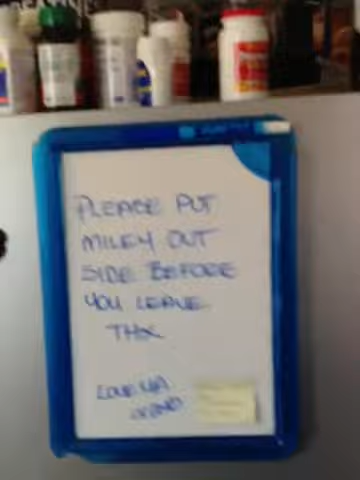 PLEASE PUT
MILEY OUT
SIDE BEFORE
YOU LEAVE
THX
LOVE YA